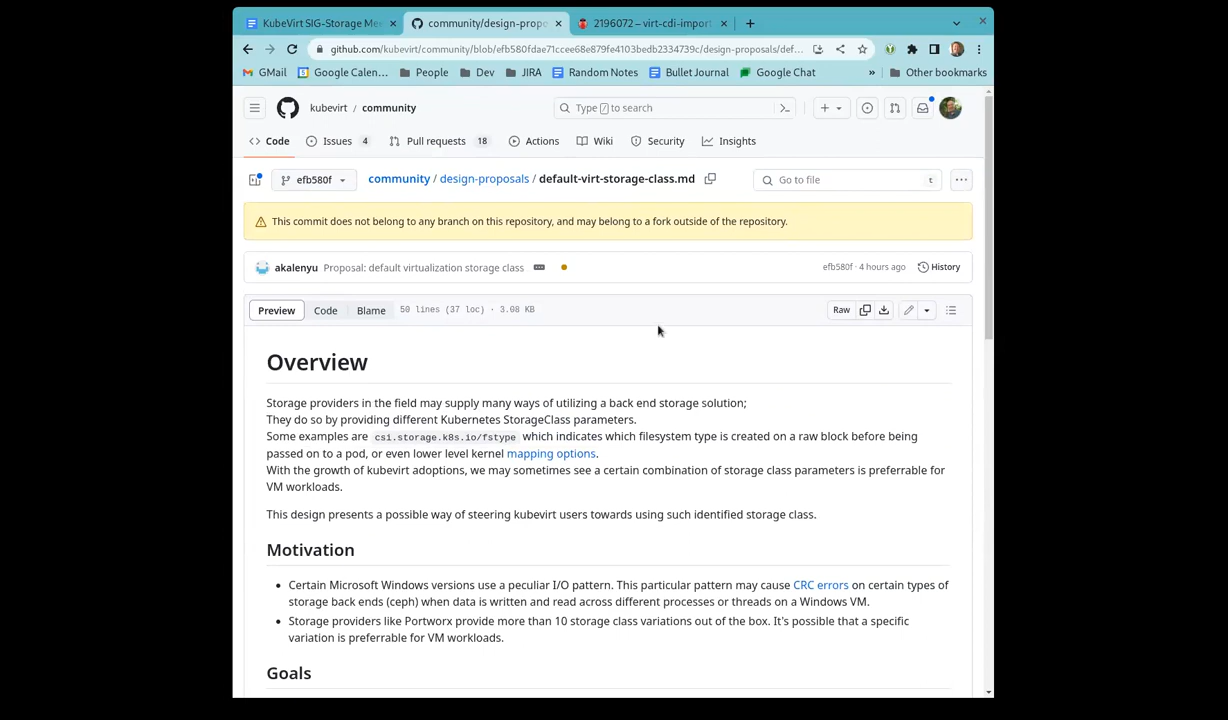 KubeVirt SIG-Storage Mee
community/design-propo
2196072 – virt-cdi-import
github.com/kubevirt/community/blob/efb580fdae71ccee68e879fe4103bedb2334739c/design-proposals/def...
GMail
Google Calen...
People
Dev
JIRA
Random Notes
Bullet Journal
Google Chat
»
Other bookmarks
kubevirt / community
Type / to search
Code
Issues 4
Pull requests 18
Actions
Wiki
Security
Insights
efb580f
community / design-proposals / default-virt-storage-class.md
Go to file
t
This commit does not belong to any branch on this repository, and may belong to a fork outside of the repository.
akalenyu Proposal: default virtualization storage class
efb580f · 4 hours ago
History
Preview
Code
Blame
50 lines (37 loc) · 3.08 KB
Raw
Overview
Storage providers in the field may supply many ways of utilizing a back end storage solution;
They do so by providing different Kubernetes StorageClass parameters.
Some examples are csi.storage.k8s.io/fstype which indicates which filesystem type is created on a raw block before being
passed on to a pod, or even lower level kernel mapping options.
With the growth of kubevirt adoptions, we may sometimes see a certain combination of storage class parameters is preferrable for
VM workloads.
This design presents a possible way of steering kubevirt users towards using such identified storage class.
Motivation
• Certain Microsoft Windows versions use a peculiar I/O pattern. This particular pattern may cause CRC errors on certain types of
storage back ends (ceph) when data is written and read across different processes or threads on a Windows VM.
• Storage providers like Portworx provide more than 10 storage class variations out of the box. It's possible that a specific
variation is preferrable for VM workloads.
Goals